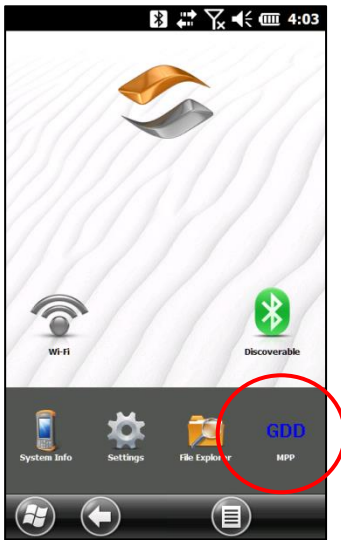 4:03
Wi-Fi
Discoverable
GDD
System Info
Settings
File Explorer
MPP